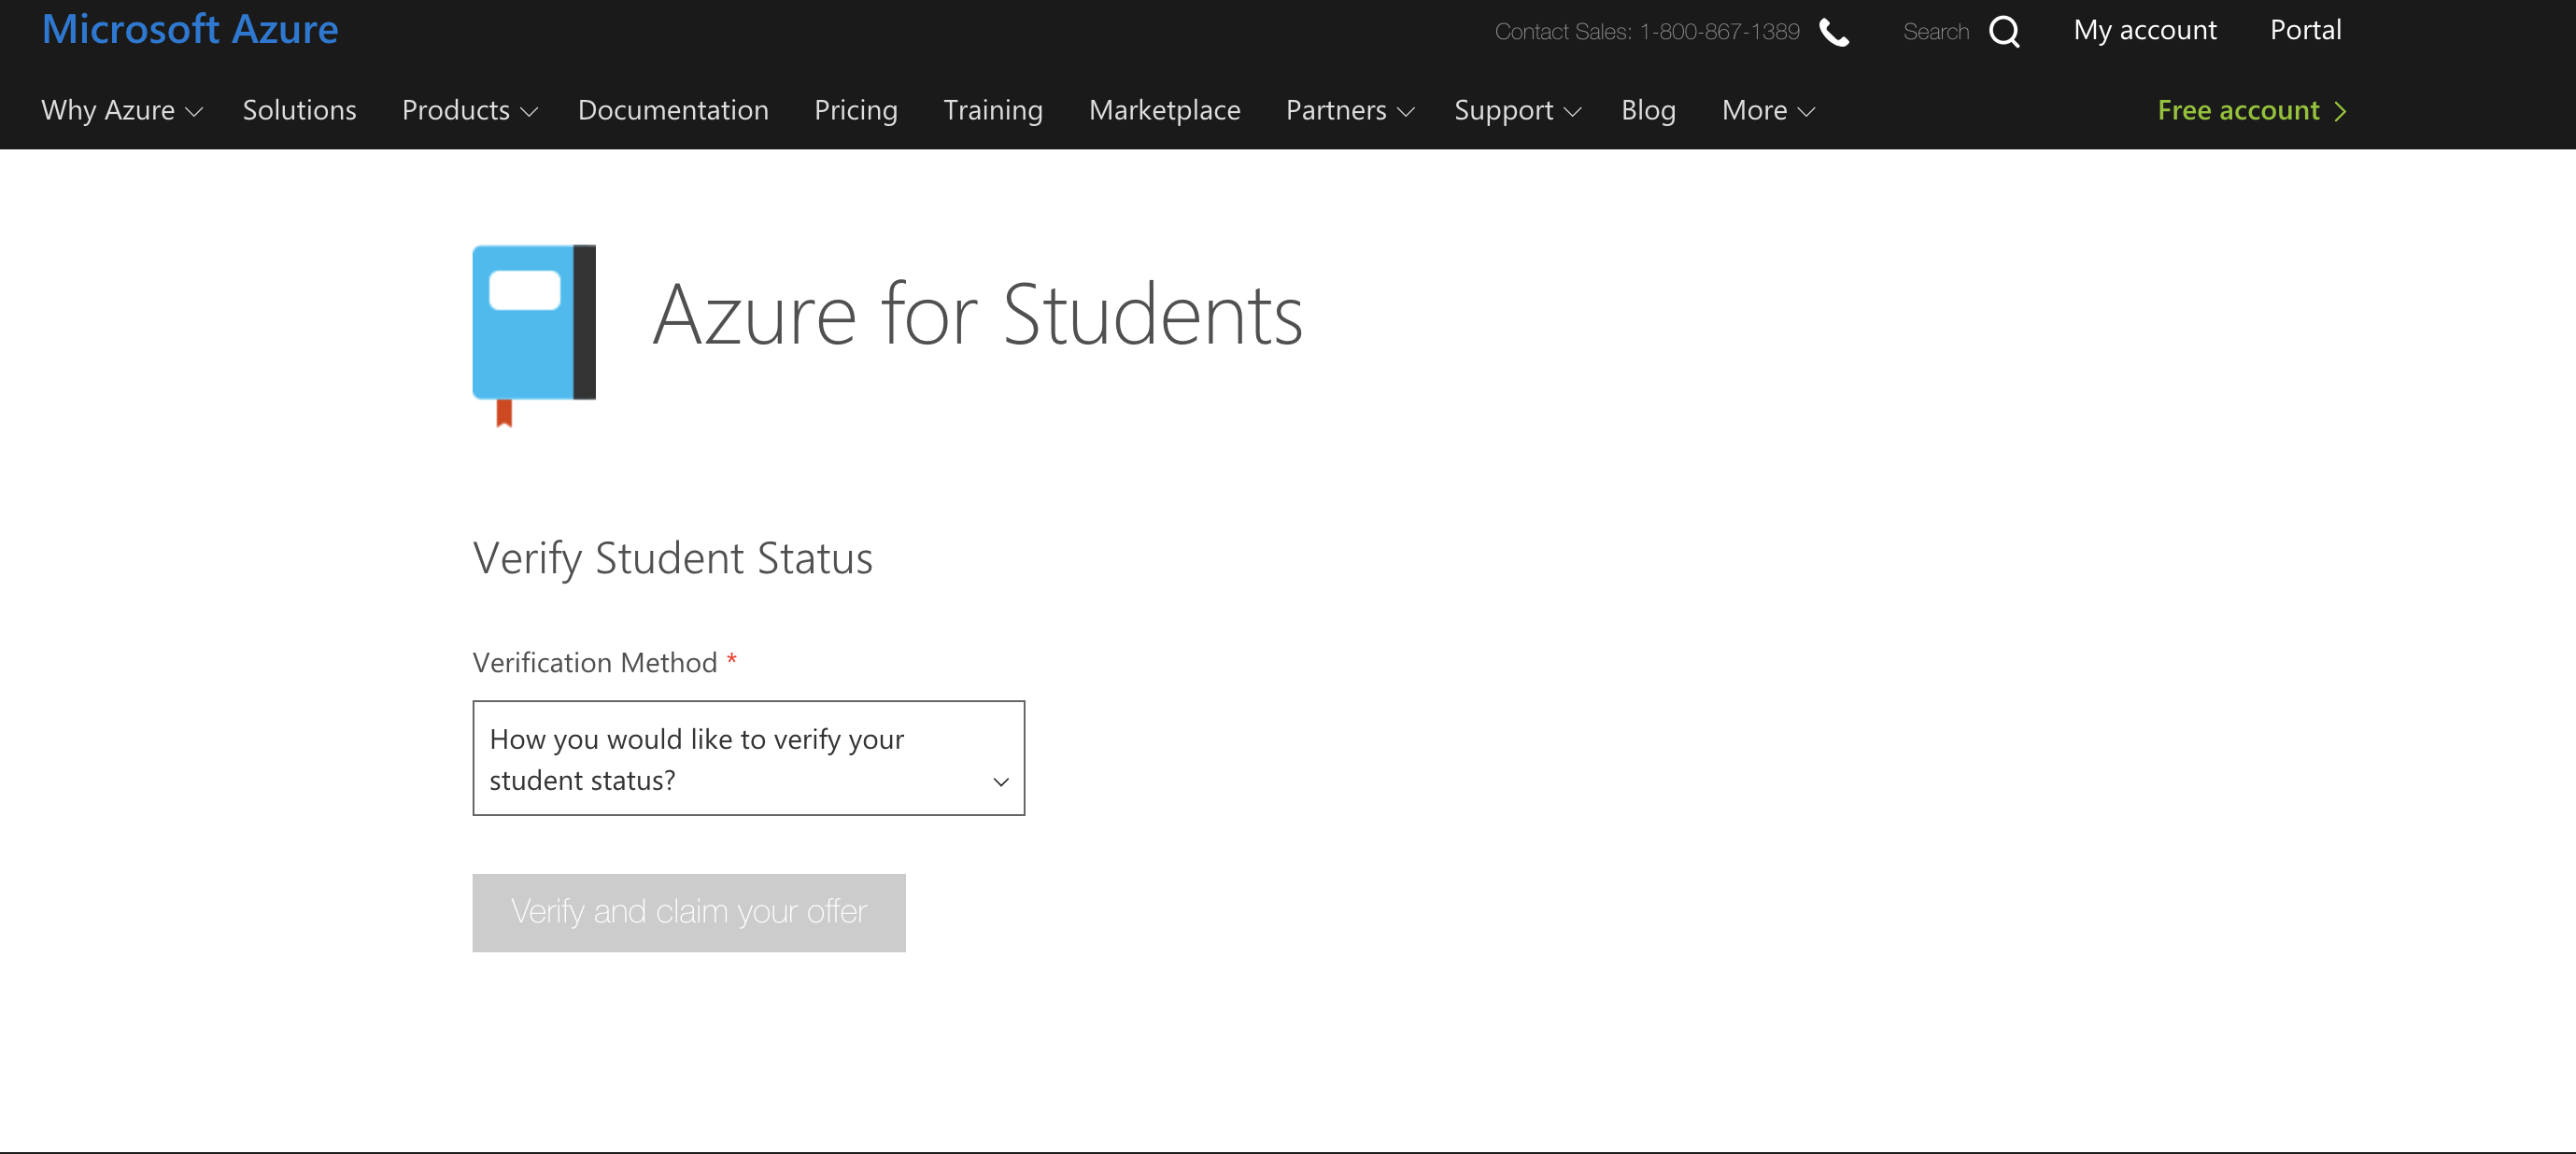 Microsoft Azure
Contact Sales: 1-800-867-1389
Search
My account
Portal
Why Azure
Solutions
Products
Documentation
Pricing
Training
Marketplace
Partners
Support
Blog
More
Free account
Azure for Students
Verify Student Status
Verification Method *
How you would like to verify your
student status?
Verify and claim your offer